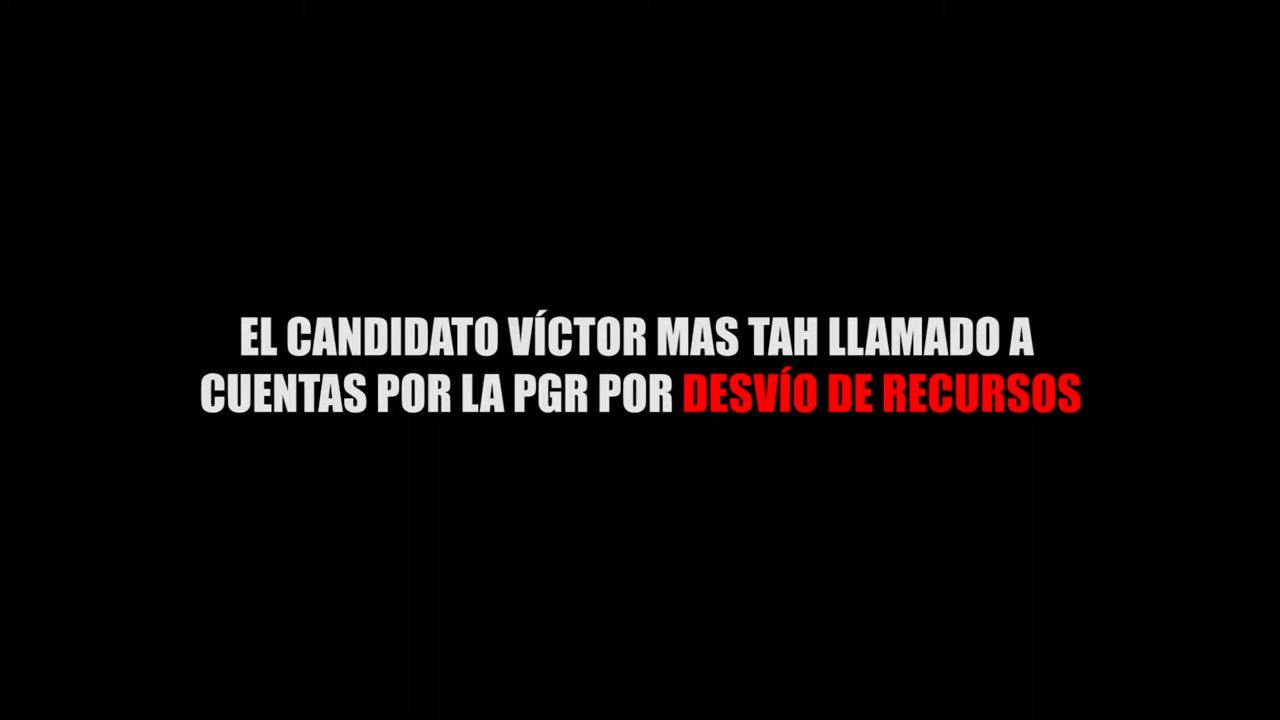 EL CANDIDATO VÍCTOR MAS TAH LLAMADO A
CUENTAS POR LA PGR POR DESVÍO DE RECURSOS